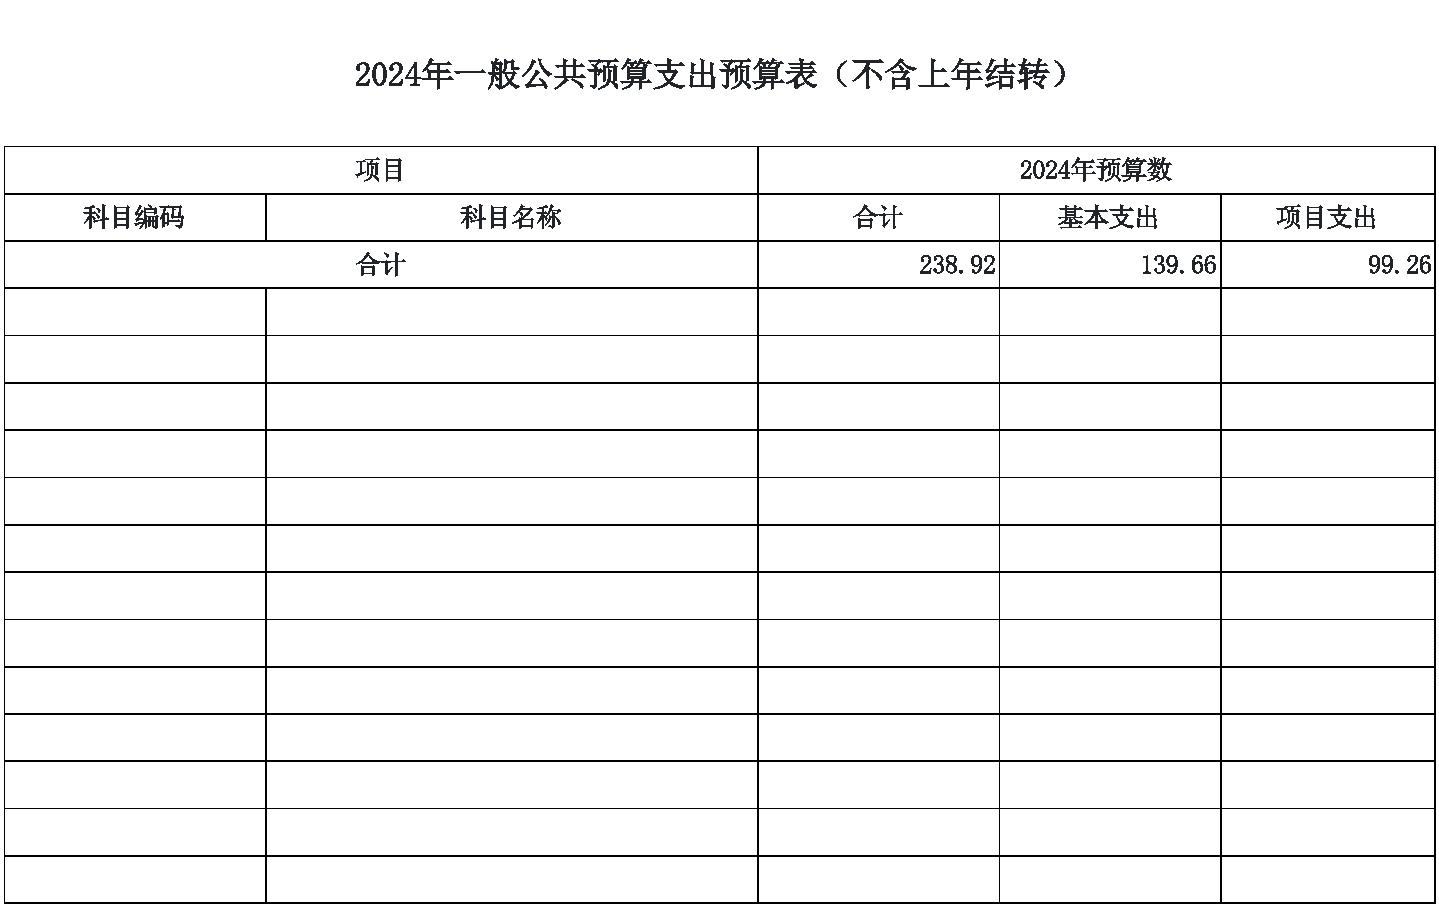 2024年一般公共预算支出预算表（不含上年结转）
项目 2024年预算数
科目编码 科目名称 合计 基本支出 项目支出
合计 238.92 139.66 99.26